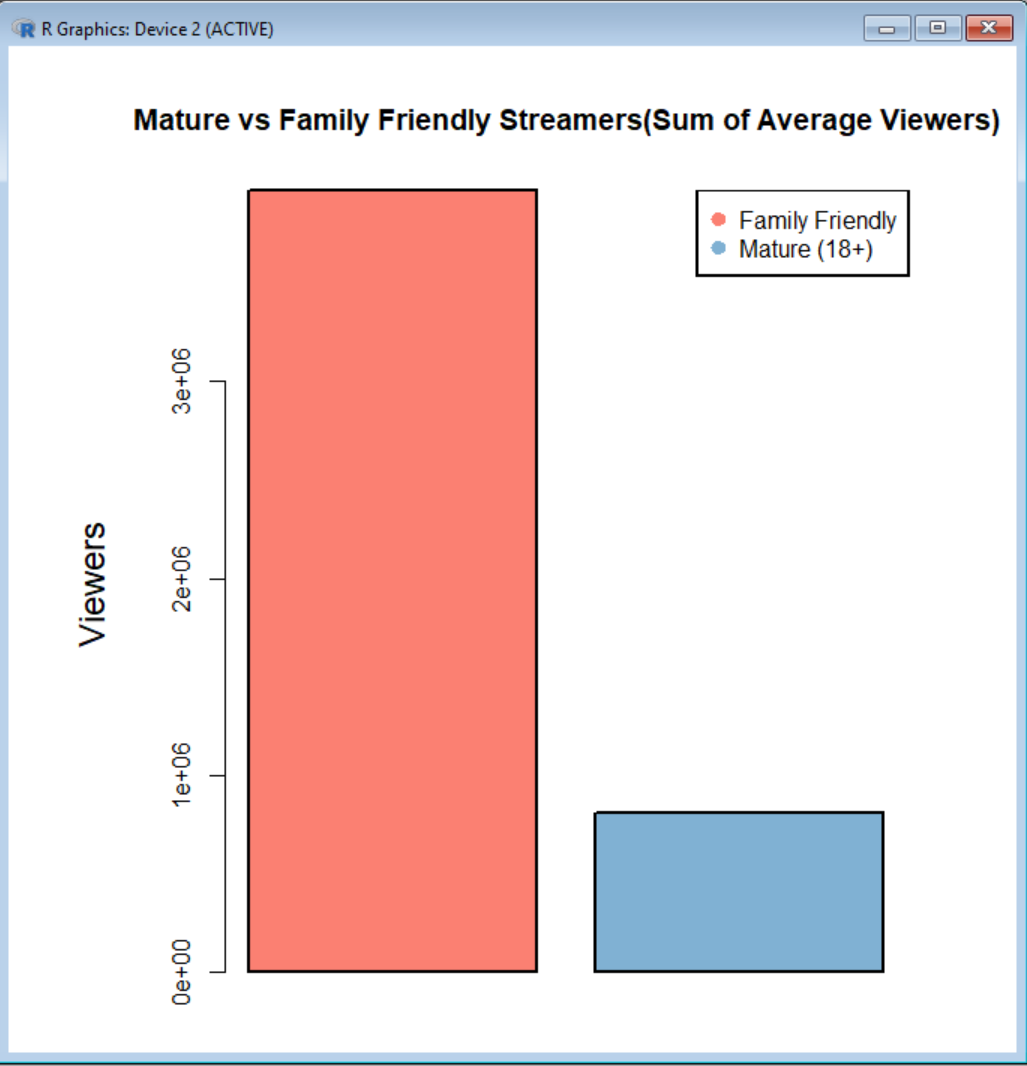 R Graphics: Device 2 (ACTIVE)
Mature vs Family Friendly Streamers(Sum of Average Viewers)
Family Friendly
Mature (18+)
3e+06
2e+06
1e+06
0e+00
Viewers